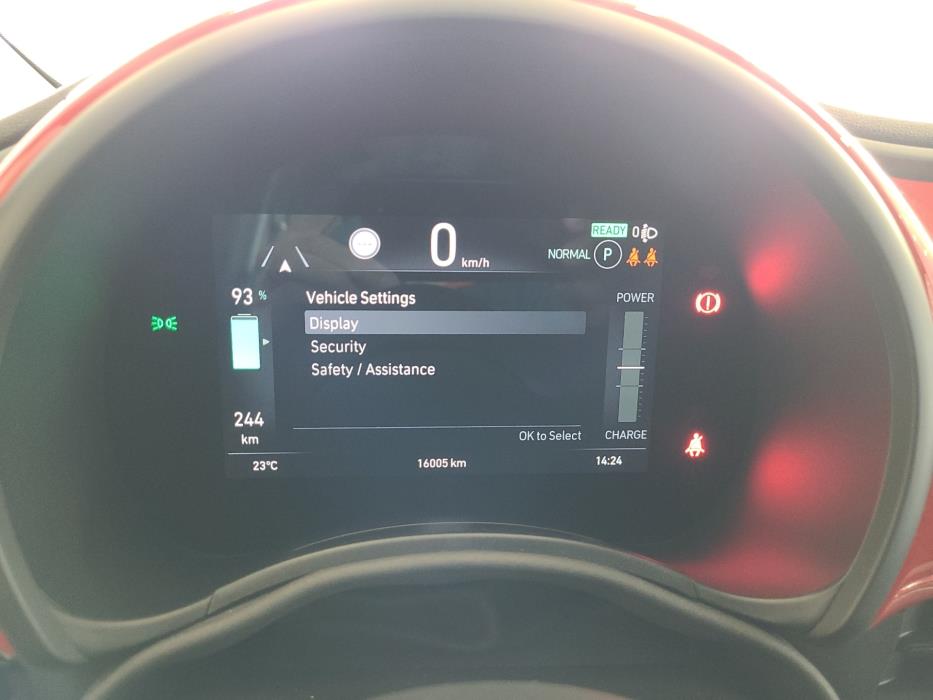 READY 0
0 km/h
NORMAL P
93 %
Vehicle Settings
POWER
Display
Security
Safety / Assistance
244
km
OK to Select
CHARGE
23°C
16005 km
14:24